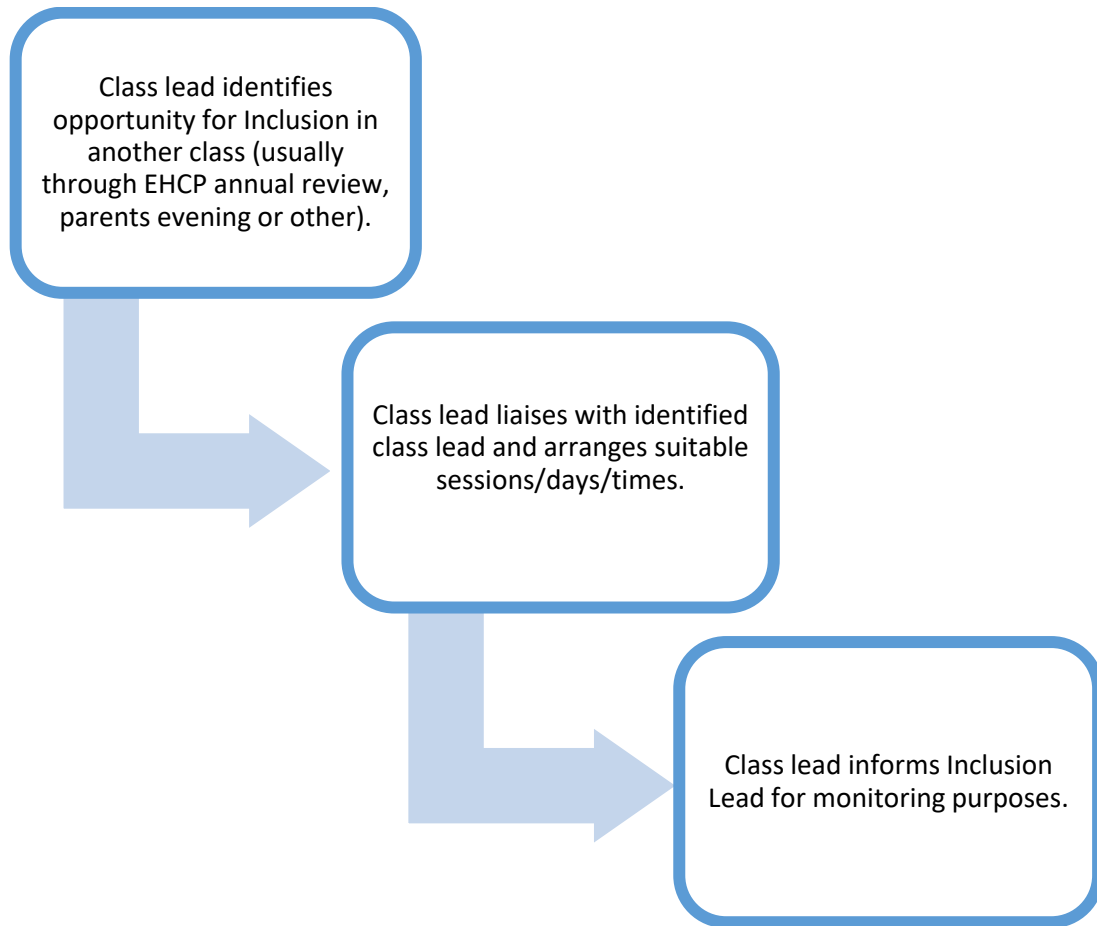 Class lead identifies
opportunity for Inclusion in
another class (usually
through EHCP annual review,
parents evening or other).
Class lead liaises with identified
class lead and arranges suitable
sessions/days/times.
Class lead informs Inclusion
Lead for monitoring purposes.